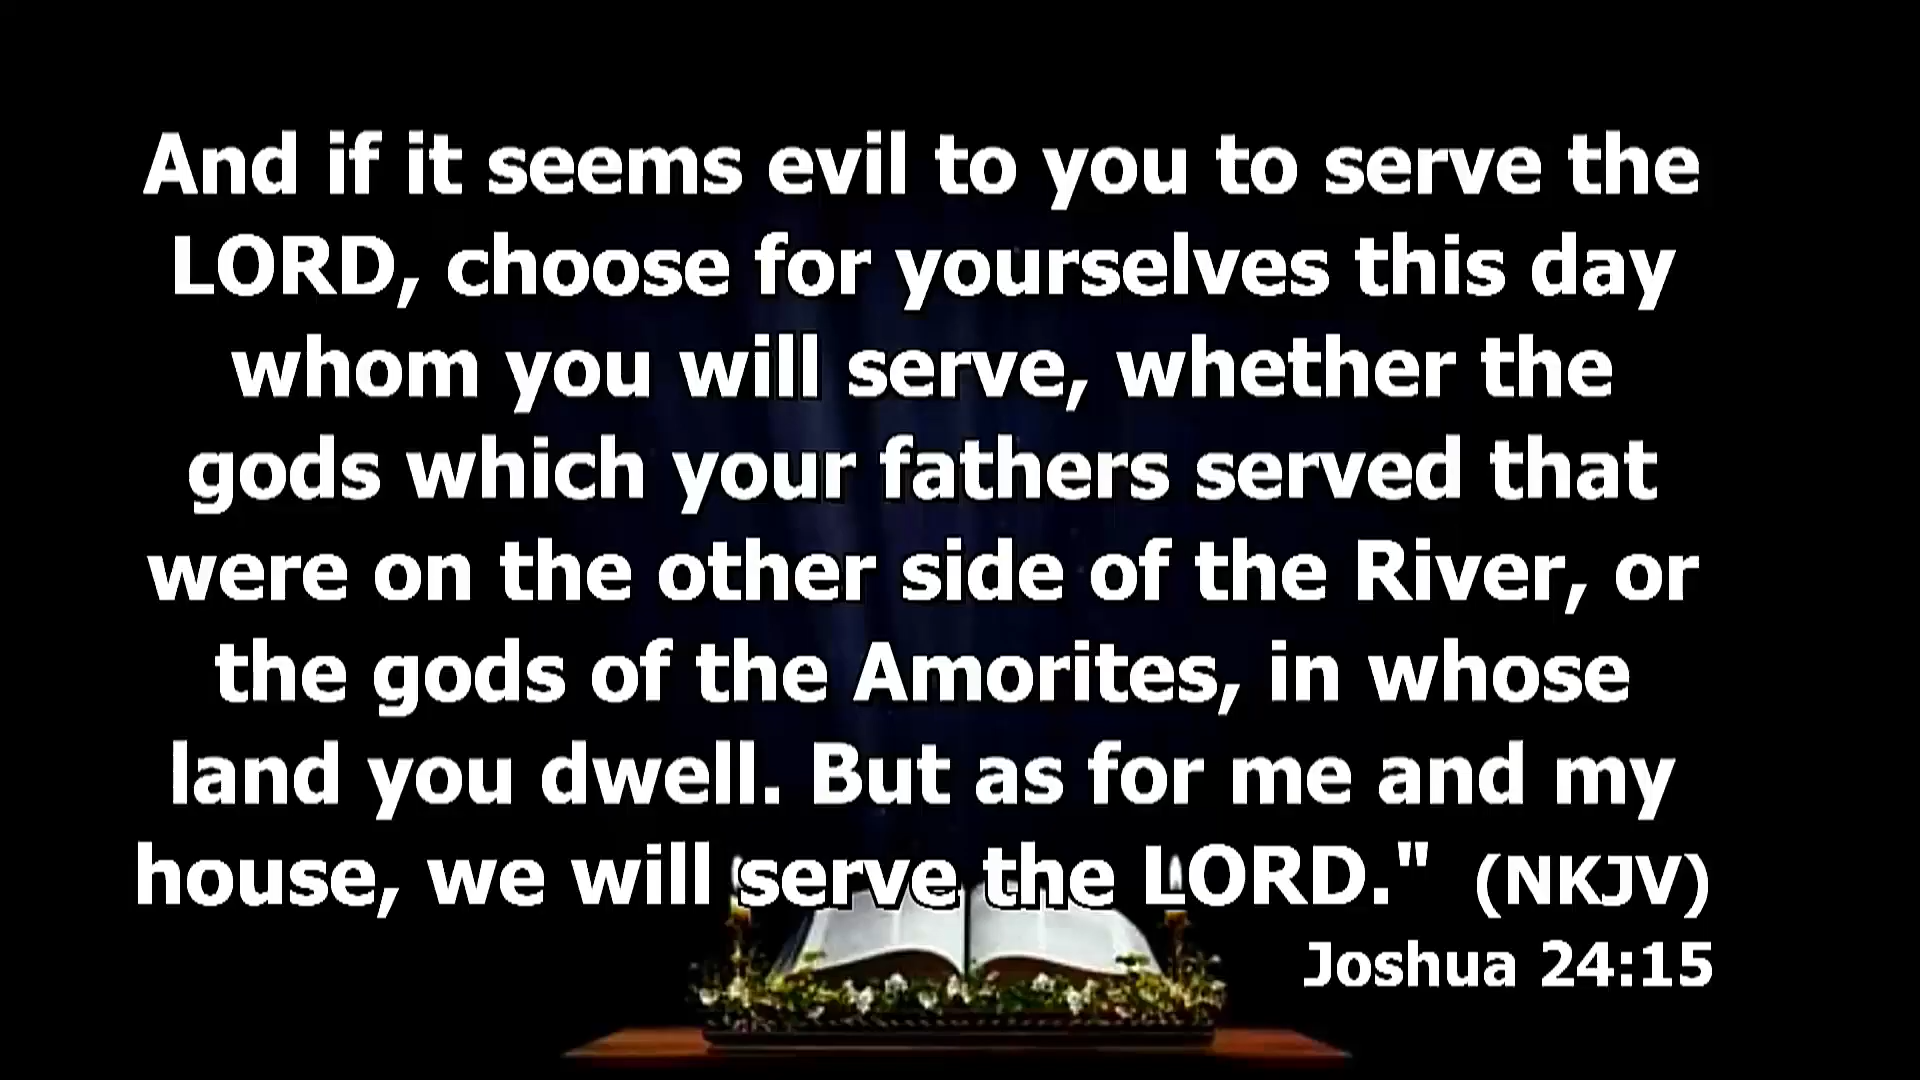 And if it seems evil to you to serve the
LORD, choose for yourselves this day
whom you will serve, whether the
gods which your fathers served that
were on the other side of the River, or
the gods of the Amorites, in whose
land you dwell. But as for me and my
house, we will serve the LORD." (NKJV)
Joshua 24:15